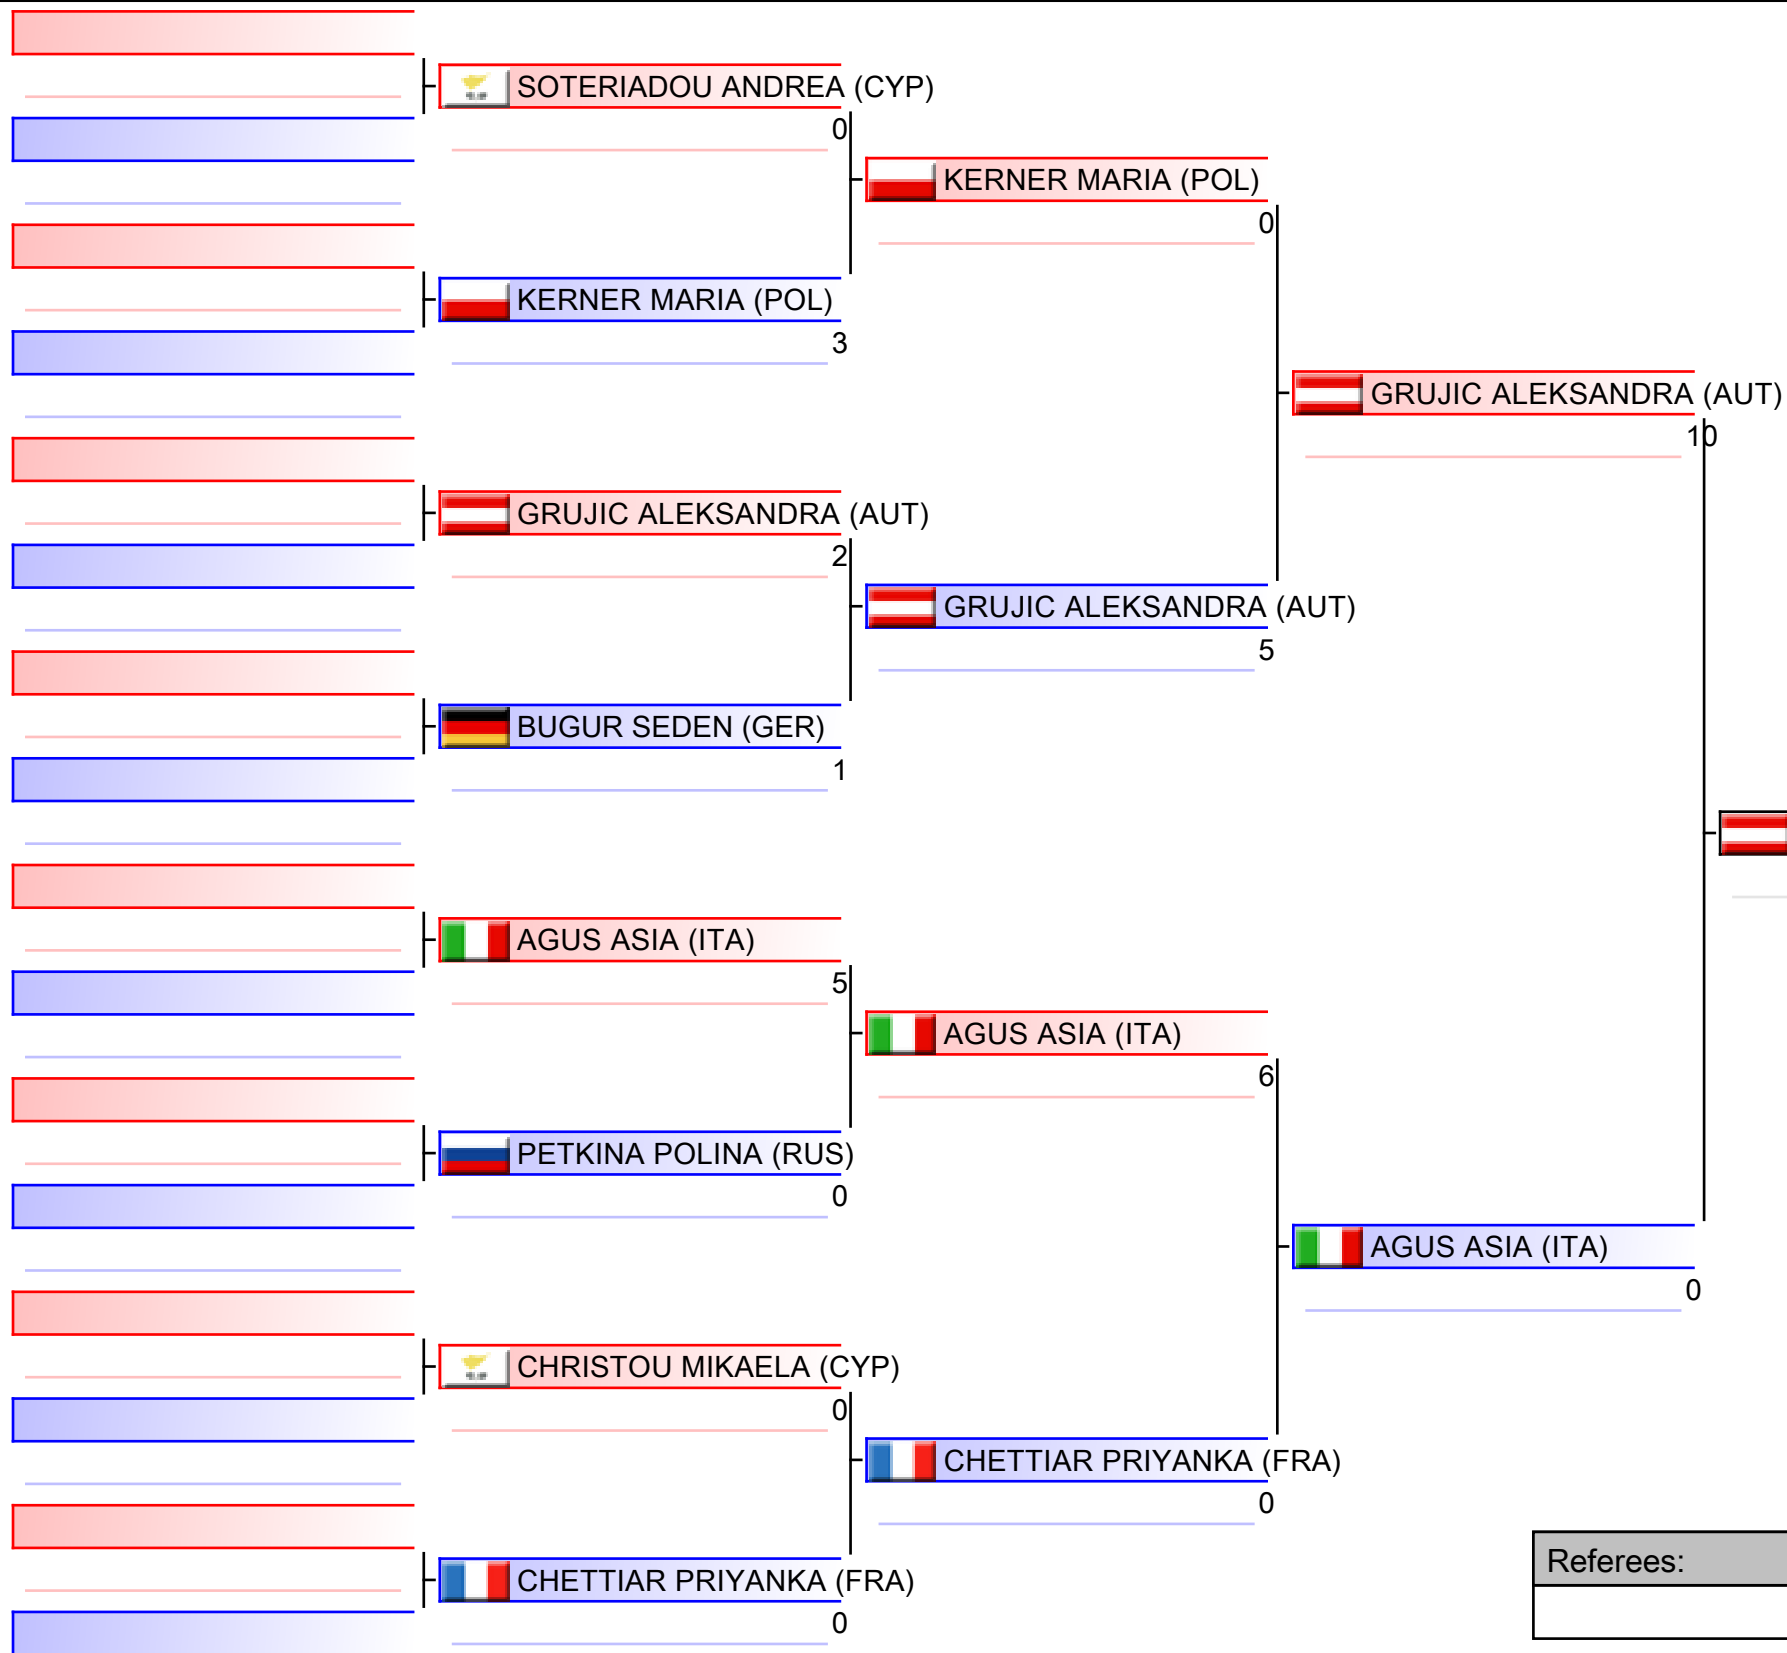 SOTERIADOU ANDREA (CYP)
0
KERNER MARIA (POL)
0
KERNER MARIA (POL)
3
GRUJIC ALEKSANDRA (AUT)
10
GRUJIC ALEKSANDRA (AUT)
2
GRUJIC ALEKSANDRA (AUT)
5
BUGUR SEDEN (GER)
1
AGUS ASIA (ITA)
5
AGUS ASIA (ITA)
6
PETKINA POLINA (RUS)
0
AGUS ASIA (ITA)
0
CHRISTOU MIKAELA (CYP)
0
CHETTIAR PRIYANKA (FRA)
0
Referees:
CHETTIAR PRIYANKA (FRA)
0